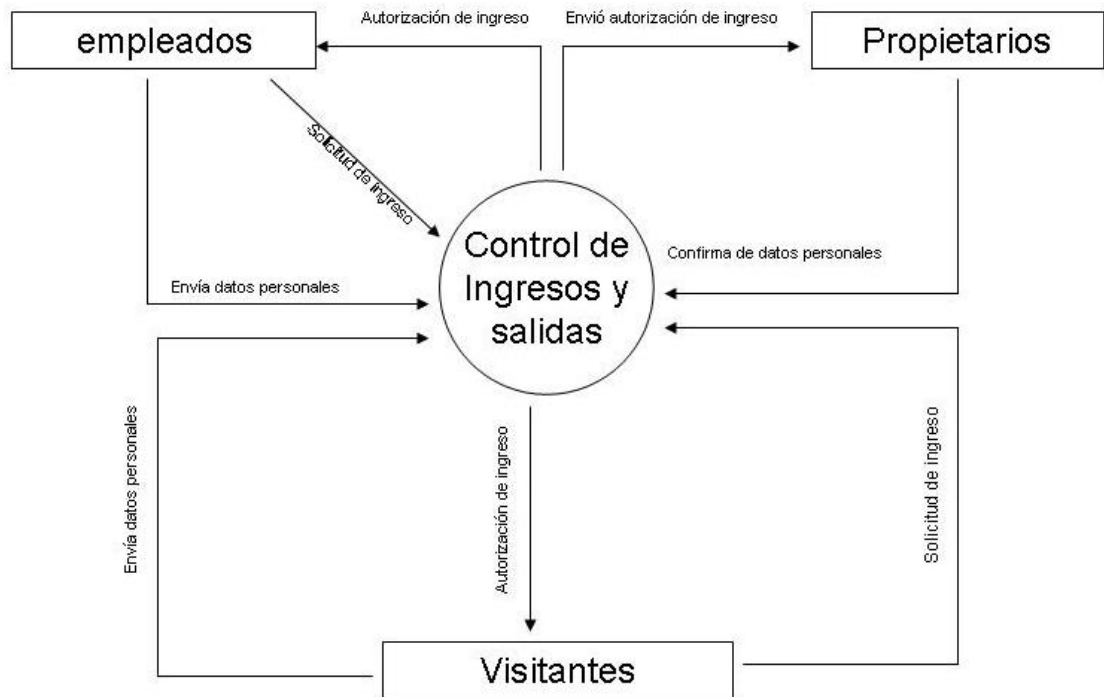 Autorización de ingreso
Envió autorización de ingreso
empleados
Propietarios
Solicitud de ingreso
Control de
Ingresos y
salidas
Confirma de datos personales
Envía datos personales
Envía datos personales
Autorización de ingreso
Solicitud de ingreso
Visitantes